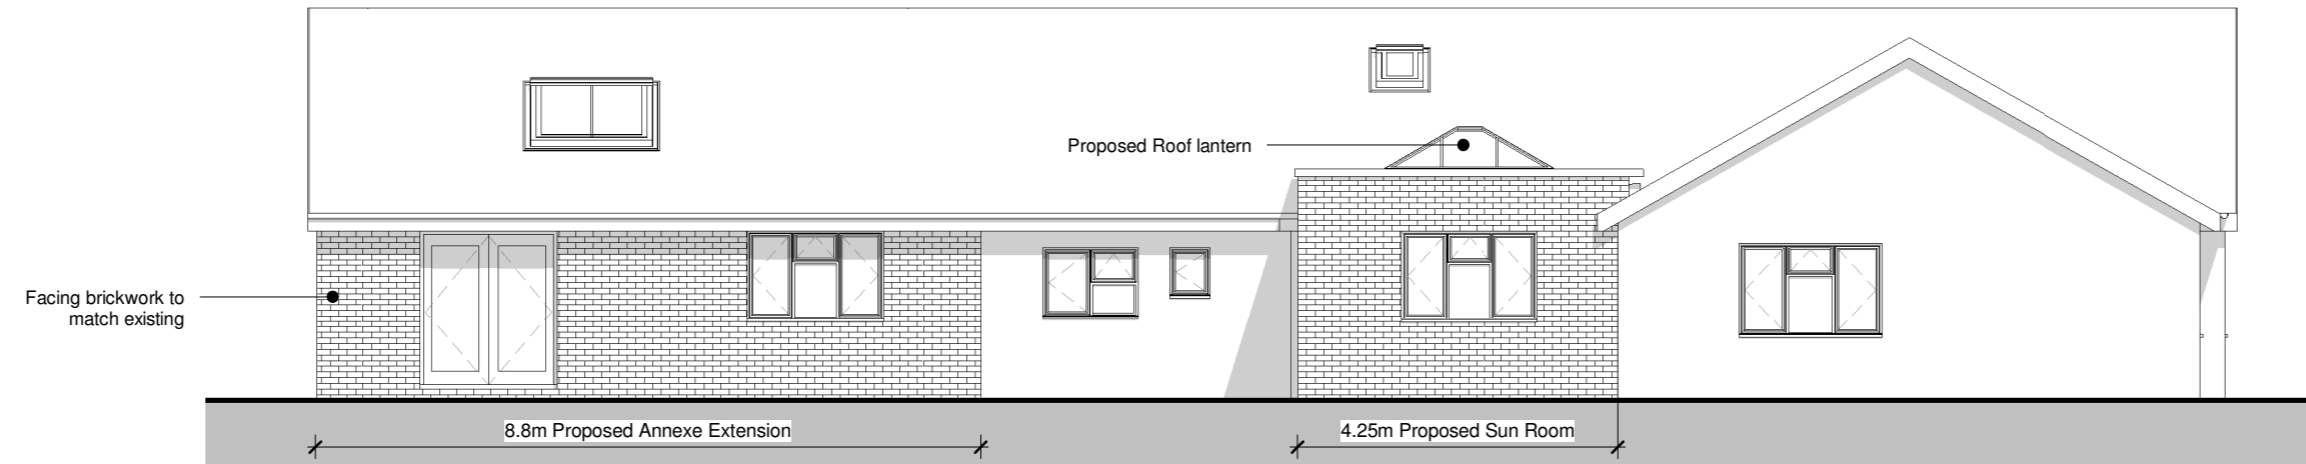 Proposed Roof lantern
Facing brickwork to
match existing
8.8m Proposed Annexe Extension
4.25m Proposed Sun Room